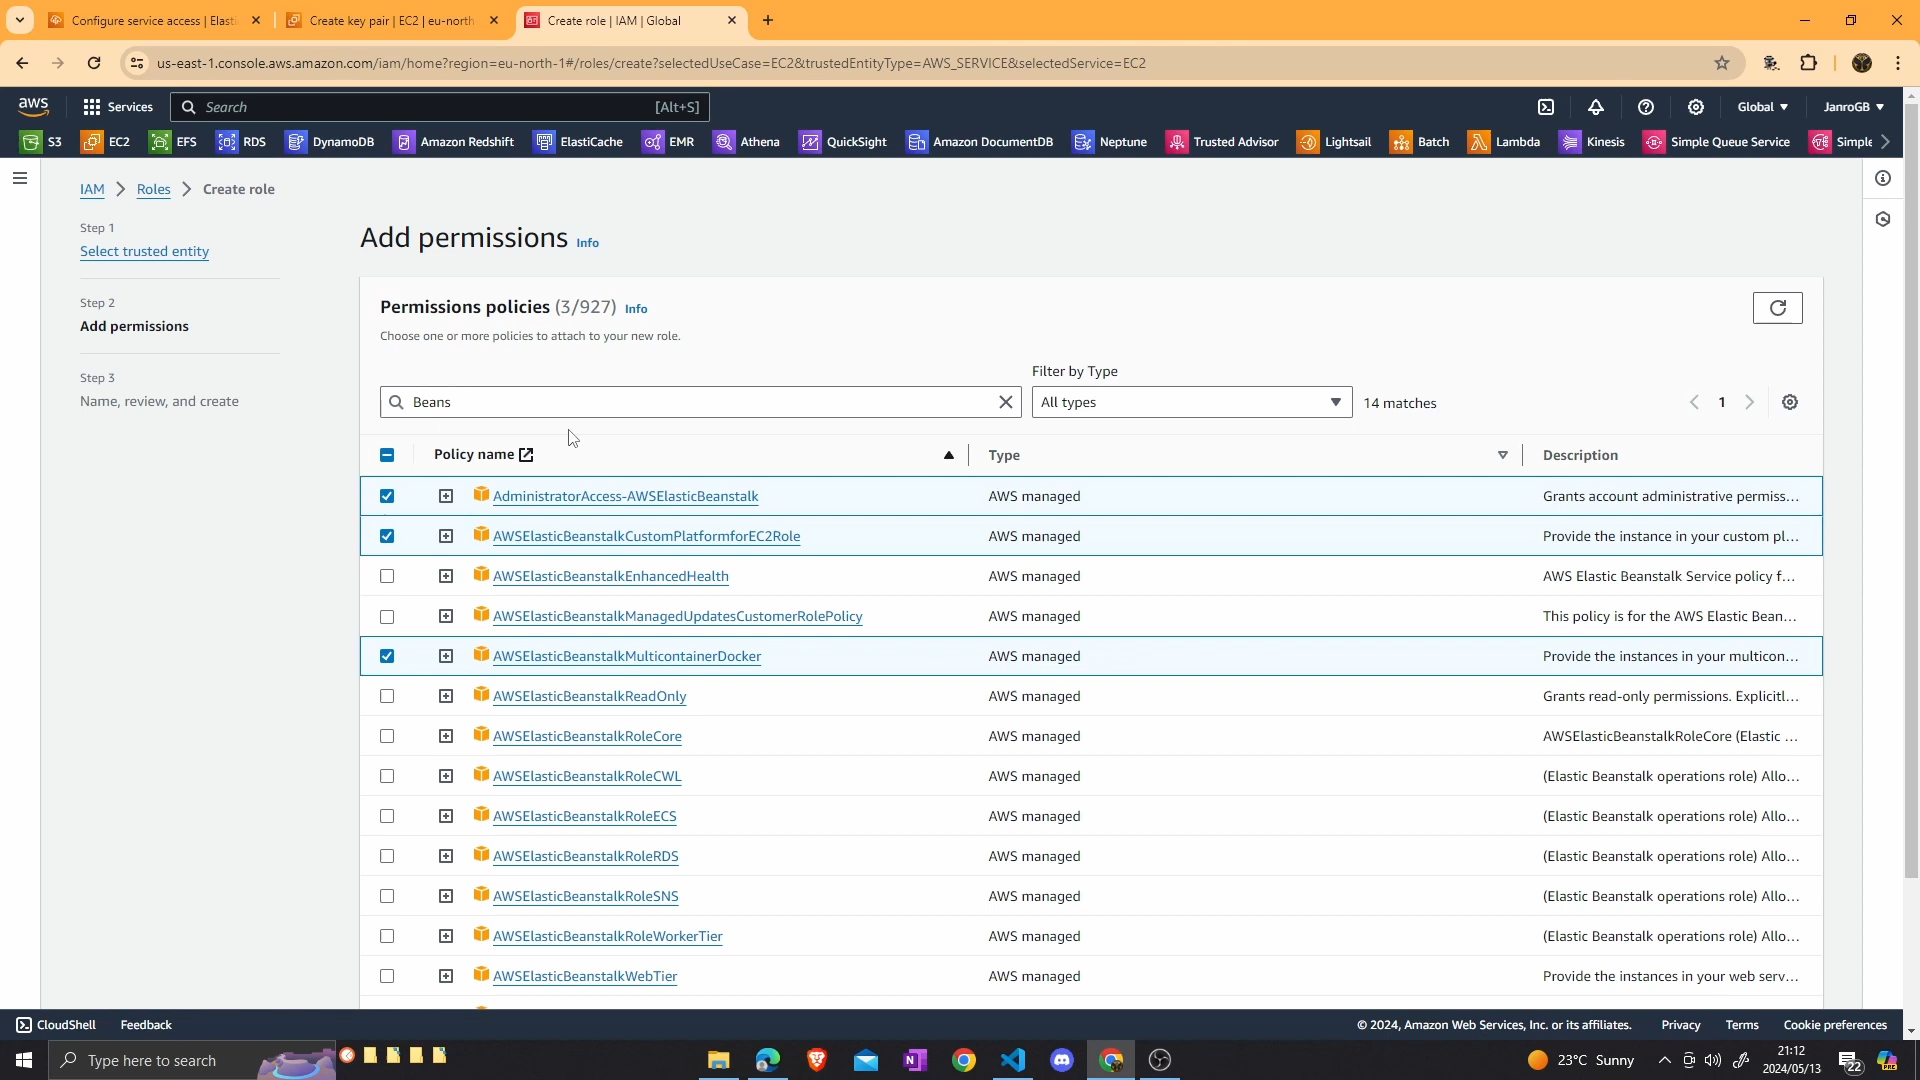 Configure service access | Elasti
Create key pair | EC2 | eu-north
Create role | IAM | Global
us-east-1.console.aws.amazon.com/iam/home?region=eu-north-1#/roles/create?selectedUseCase=EC2&trustedEntityType=AWS_SERVICE&selectedService=EC2
aws
Services
Search
[Alt+S]
Global
JanroGB
S3
EC2
EFS
RDS
DynamoDB
Amazon Redshift
ElastiCache
EMR
Athena
QuickSight
Amazon DocumentDB
Neptune
Trusted Advisor
Lightsail
Batch
Lambda
Kinesis
Simple Queue Service
Simple
IAM
Roles
Create role
Step 1
Select trusted entity
Step 2
Add permissions
Step 3
Name, review, and create
Add permissions Info
Permissions policies (3/927) Info
Choose one or more policies to attach to your new role.
Filter by Type
Beans
All types
14 matches
1
Policy name
Type
Description
AdministratorAccess-AWSElasticBeanstalk
AWS managed
Grants account administrative permiss...
AWSElasticBeanstalkCustomPlatformforEC2Role
AWS managed
Provide the instance in your custom pl...
AWSElasticBeanstalkEnhancedHealth
AWS managed
AWS Elastic Beanstalk Service policy f...
AWSElasticBeanstalkManagedUpdatesCustomerRolePolicy
AWS managed
This policy is for the AWS Elastic Bean...
AWSElasticBeanstalkMulticontainerDocker
AWS managed
Provide the instances in your multicon...
AWSElasticBeanstalkReadOnly
AWS managed
Grants read-only permissions. Explicitl...
AWSElasticBeanstalkRoleCore
AWS managed
AWSElasticBeanstalkRoleCore (Elastic ...
AWSElasticBeanstalkRoleCWL
AWS managed
(Elastic Beanstalk operations role) Allo...
AWSElasticBeanstalkRoleECS
AWS managed
(Elastic Beanstalk operations role) Allo...
AWSElasticBeanstalkRoleRDS
AWS managed
(Elastic Beanstalk operations role) Allo...
AWSElasticBeanstalkRoleSNS
AWS managed
(Elastic Beanstalk operations role) Allo...
AWSElasticBeanstalkRoleWorkerTier
AWS managed
(Elastic Beanstalk operations role) Allo...
AWSElasticBeanstalkWebTier
AWS managed
Provide the instances in your web serv...
CloudShell
Feedback
© 2024, Amazon Web Services, Inc. or its affiliates.
Privacy
Terms
Cookie preferences
Type here to search
23°C Sunny
21:12
2024/05/13
22